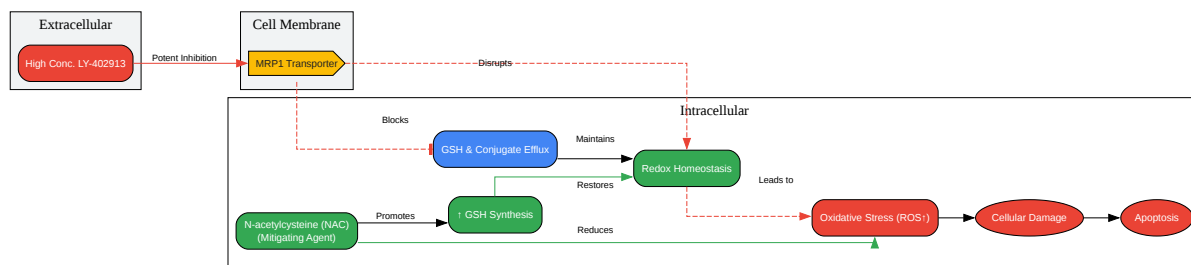 Extracellular
Cell Membrane
High Conc. LY-402913
Potent Inhibition
MRP1 Transporter
Disrupts
Intracellular
Blocks
GSH & Conjugate Efflux
Maintains
Redox Homeostasis
Restores
Leads to
N-acetylcysteine (NAC)
(Mitigating Agent)
Promotes
↑ GSH Synthesis
Reduces
Oxidative Stress (ROS↑)
Cellular Damage
Apoptosis